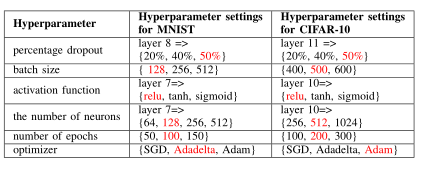 Hyperparameter
Hyperparameter settings
for MNIST
Hyperparameter settings
for CIFAR-10
percentage dropout
layer 8 =>
{20%, 40%, 50%}
layer 11 =>
{20%, 40%, 50%}
batch size
{ 128, 256, 512}
{400, 500, 600}
activation function
layer 7=>
{relu, tanh, sigmoid}
layer 10=>
{relu, tanh, sigmoid}
the number of neurons
layer 7=>
{64, 128, 256, 512}
layer 10=>
{256, 512, 1024}
number of epochs
{50, 100, 150}
{100, 200, 300}
optimizer
{SGD, Adadelta, Adam}
{SGD, Adadelta, Adam}